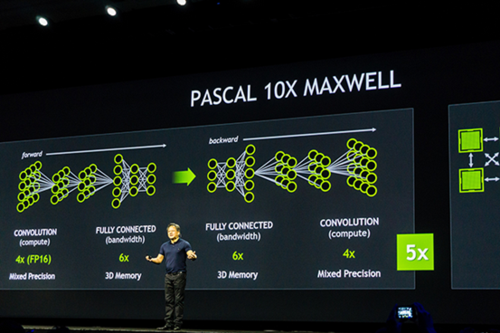 PASCAL 10X MAXWELL
forward
backward
CONVOLUTION
(compute)
4x (FP16)
Mixed Precision
FULLY CONNECTED
(bandwidth)
6x
3D Memory
FULLY CONNECTED
(bandwidth)
6x
3D Memory
CONVOLUTION
(compute)
4x
Mixed Precision
5x